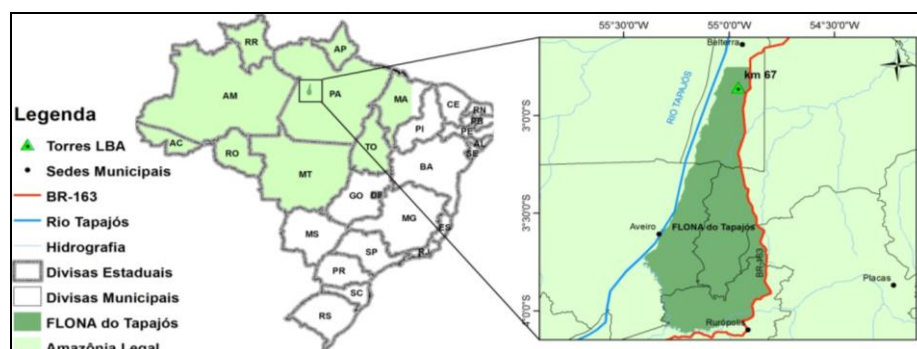 Legenda
Torres LBA
Sedes Municipais
BR-163
Rio Tapajós
Hidrografia
Divisas Estaduais
Divisas Municipais
FLONA do Tapajós
Amazônia Legal
RR
AP
AM
PA
MA
CE
RN
PB
PE
PI
AL
SE
AC
RO
TO
BA
MT
GO
DF
MG
ES
MS
SP
RJ
PR
SC
RS
55°30'0"W
55°0'0"W
54°30'0"W
3°0'0"S
3°30'0"S
4°0'0"S
Belterra
km 67
RIO TAPAJÓS
Aveiro
FLONA do Tapajós
BR-163
Placas
Rurópolis